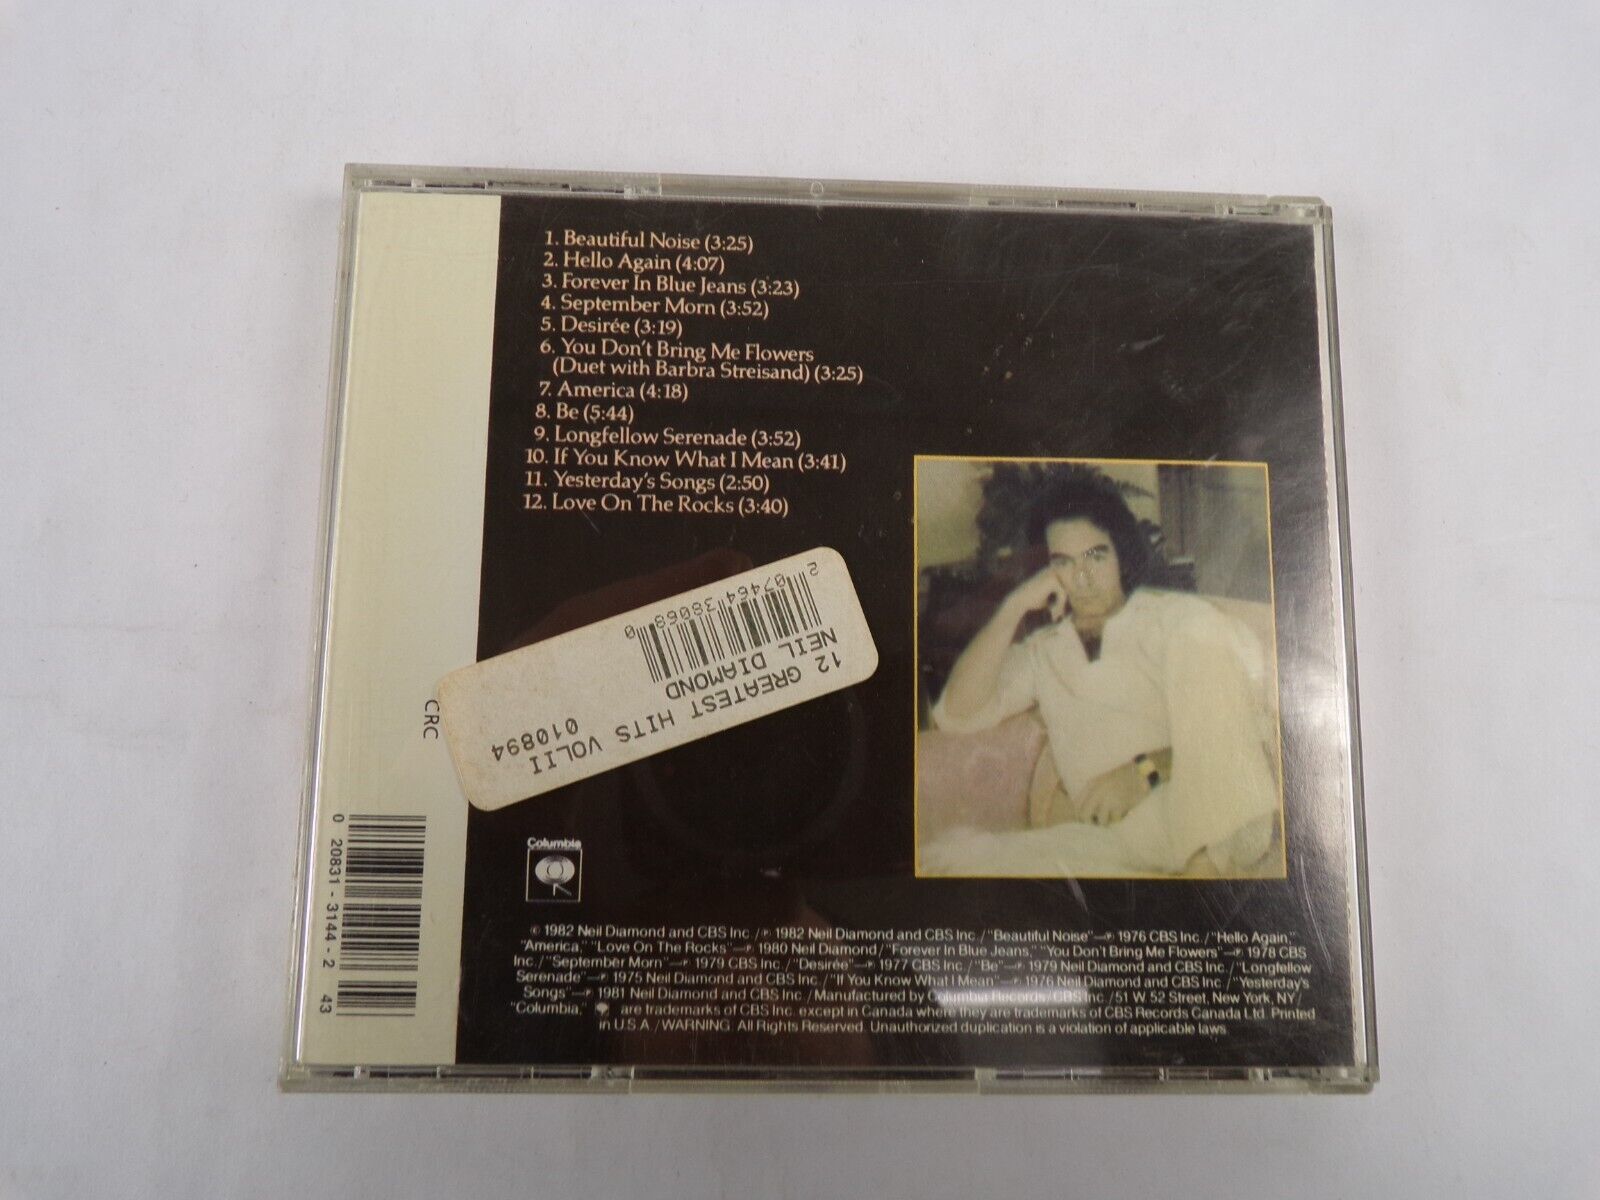 1. Beautiful Noise (3:25)
2. Hello Again (4:07)
3. Forever In Blue Jeans (3:23)
4. September Morn (3:52)
5. Desirée (3:19)
6. You Don't Bring Me Flowers
(Duet with Barbra Streisand) (3:25)
7. America (4:18)
8. Be (5:44)
9. Longfellow Serenade (3:52)
10. If You Know What I Mean (3:41)
11. Yesterday's Songs (2:50)
12. Love On The Rocks (3:40)
12 GREATEST HITS VOLII
NEIL DIAMOND 010894
2 07464 38068 0
CRC
0 20831-3144-2 43
Columbia
© 1982 Neil Diamond and CBS Inc./℗ 1982 Neil Diamond and CBS Inc./"Beautiful Noise"—℗ 1976 CBS Inc./"Hello Again,"
"America," "Love On The Rocks"—℗ 1980 Neil Diamond/"Forever In Blue Jeans," "You Don't Bring Me Flowers"—℗ 1978 CBS
Inc./"September Morn"—℗ 1979 CBS Inc./"Desirée"—℗ 1977 CBS Inc./"Be"—℗ 1979 Neil Diamond and CBS Inc./"Longfellow
Serenade"—℗ 1975 Neil Diamond and CBS Inc./"If You Know What I Mean"—℗ 1976 Neil Diamond and CBS Inc./"Yesterday's
Songs"—℗ 1981 Neil Diamond and CBS Inc./Manufactured by Columbia Records/CBS Inc./51 W. 52 Street, New York, NY/
"Columbia," are trademarks of CBS Inc. except in Canada where they are trademarks of CBS Records Canada Ltd. Printed
in U.S.A./WARNING: All Rights Reserved. Unauthorized duplication is a violation of applicable laws.